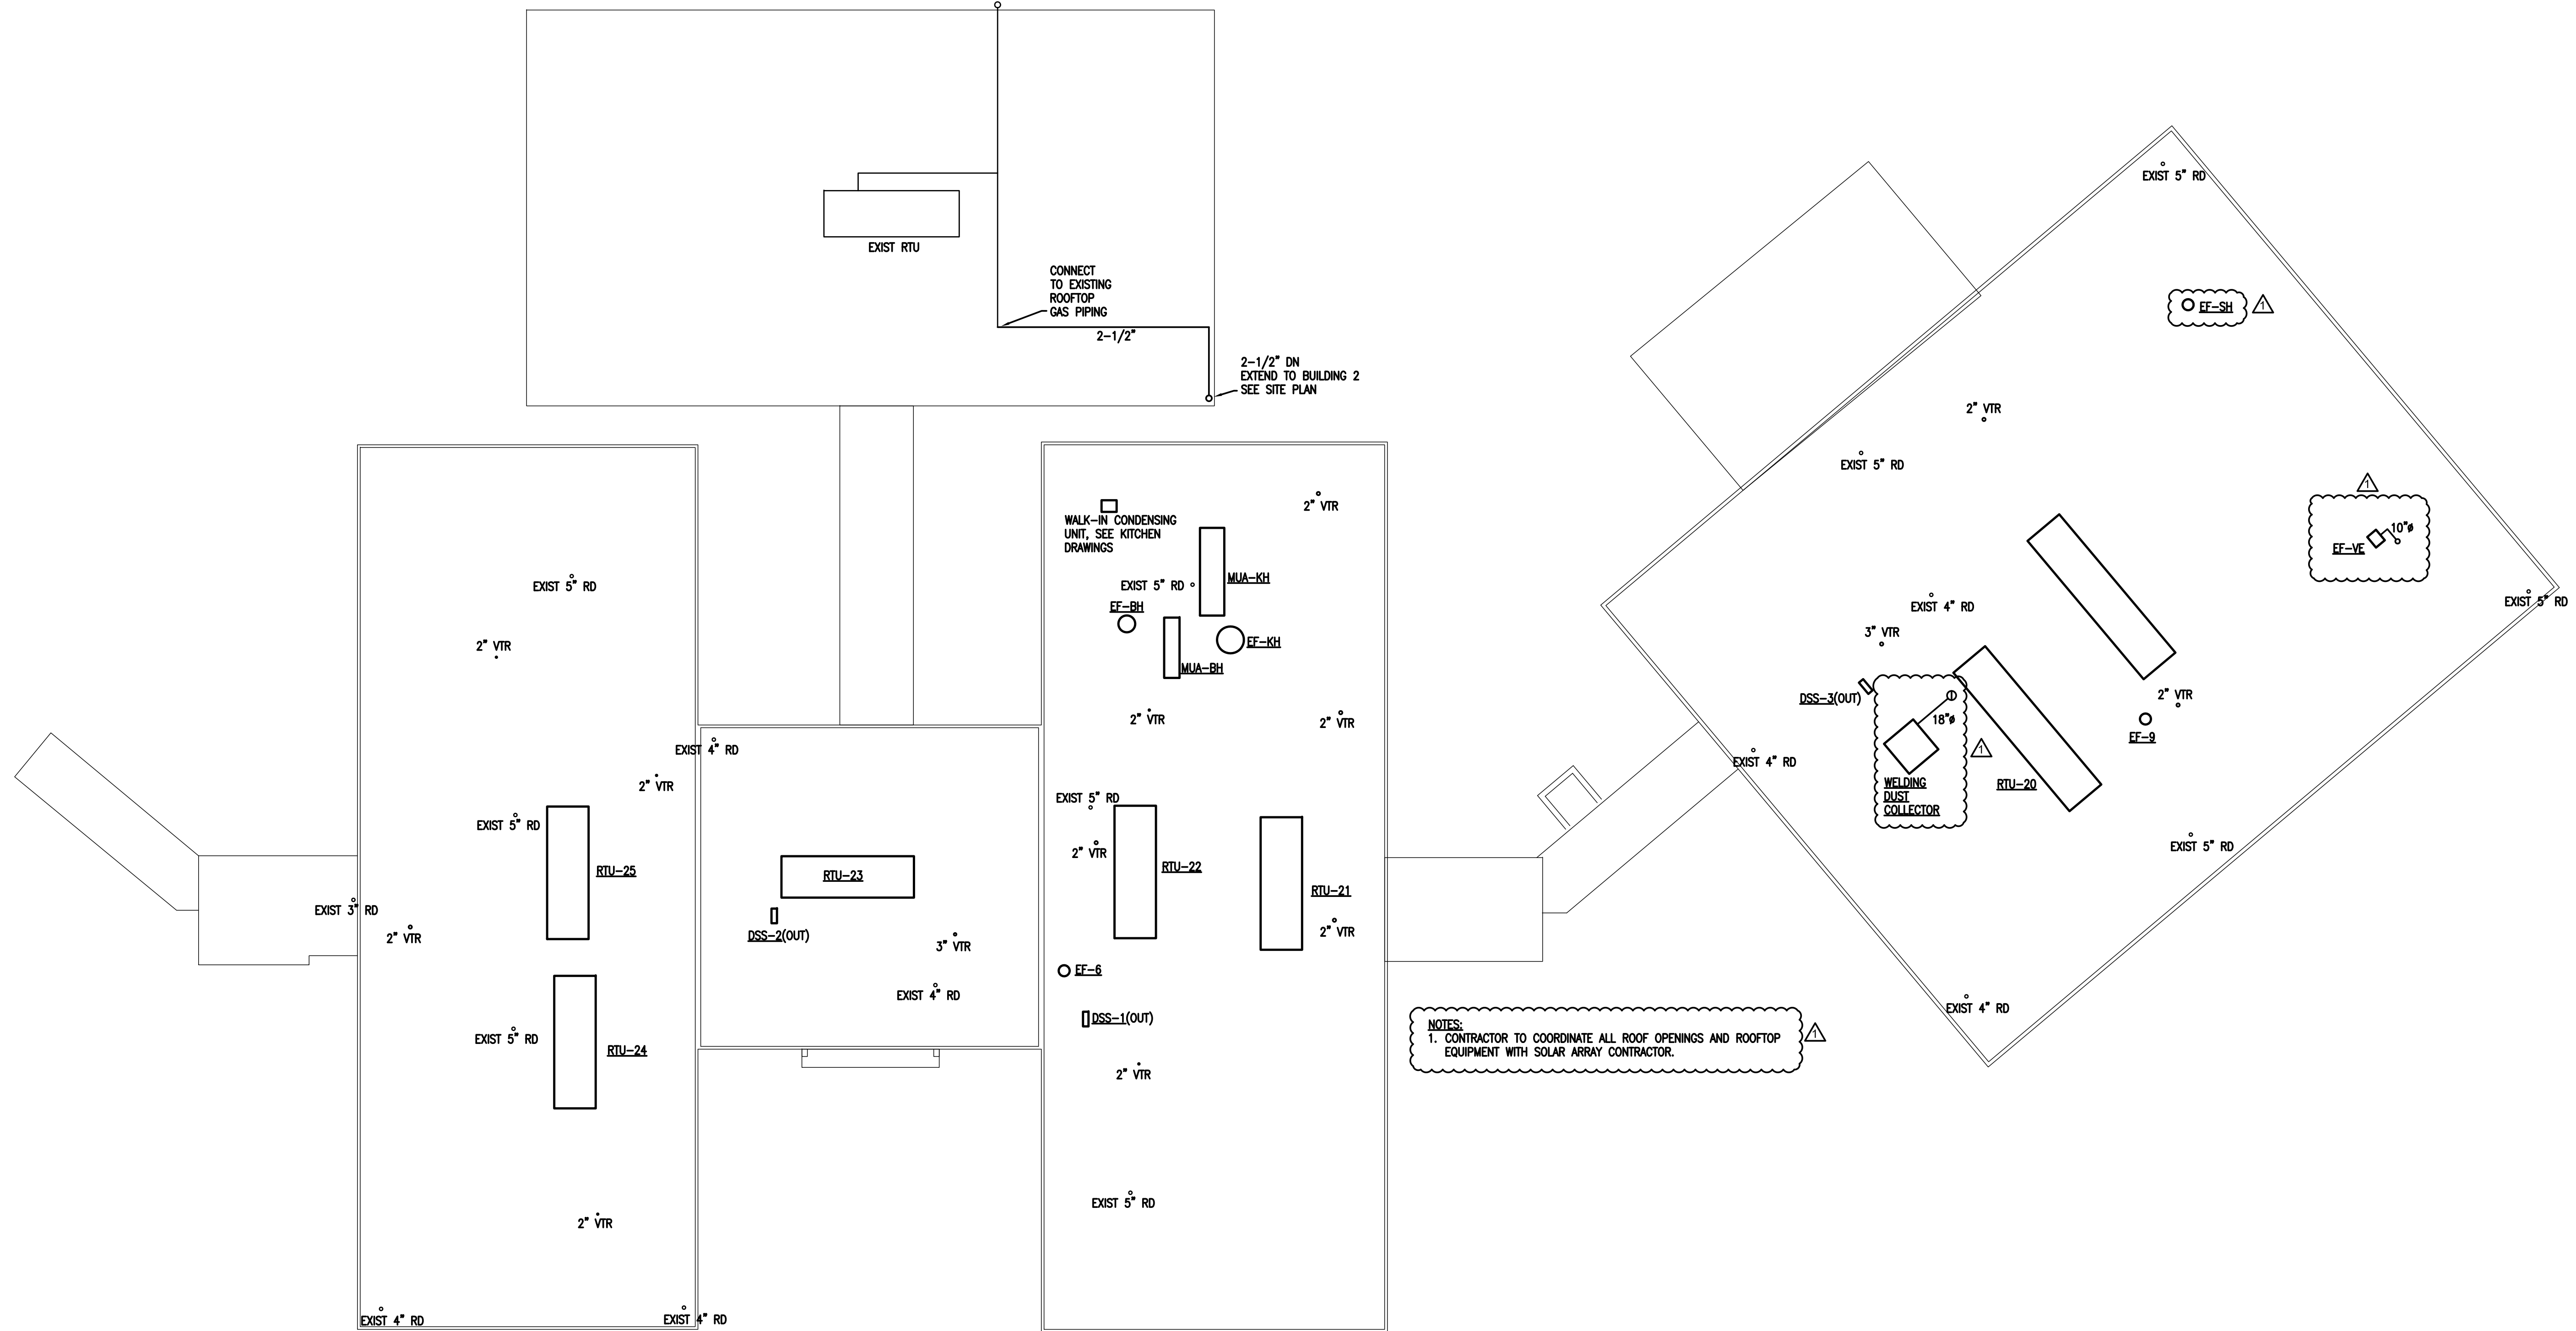 EXIST RTU
CONNECT
TO EXISTING
ROOFTOP
GAS PIPING
2-1/2"
2-1/2" DN
EXTEND TO BUILDING 2
SEE SITE PLAN
EXIST 5" RD
2" VTR
EXIST 4" RD
2" VTR
EXIST 5" RD
RTU-25
EXIST 3" RD
2" VTR
EXIST 5" RD
RTU-24
2" VTR
EXIST 4" RD
EXIST 4" RD
RTU-23
DSS-2(OUT)
3" VTR
EXIST 4" RD
2" VTR
WALK-IN CONDENSING
UNIT, SEE KITCHEN
DRAWINGS
EXIST 5" RD
MUA-KH
EF-BH
EF-KH
MUA-BH
2" VTR
2" VTR
EXIST 5" RD
2" VTR
RTU-22
RTU-21
2" VTR
EF-6
DSS-1(OUT)
2" VTR
EXIST 5" RD
EXIST 5" RD
EF-SH
1
2" VTR
EXIST 5" RD
1
10"ø
EF-VE
EXIST 5" RD
EXIST 4" RD
3" VTR
DSS-3(OUT)
18"ø
1
WELDING
DUST
COLLECTOR
2" VTR
EF-9
EXIST 4" RD
RTU-20
EXIST 5" RD
EXIST 4" RD
NOTES:
1. CONTRACTOR TO COORDINATE ALL ROOF OPENINGS AND ROOFTOP
EQUIPMENT WITH SOLAR ARRAY CONTRACTOR.
1